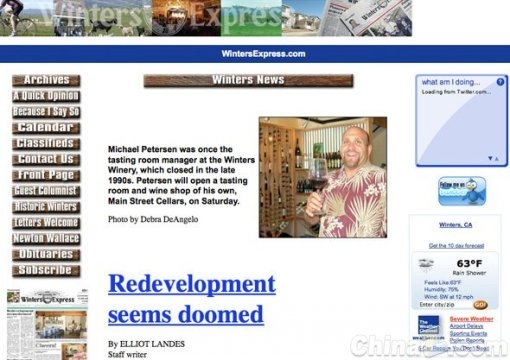 Winters Express
WintersExpress.com
Archives
A Quick Opinion
Because I Say So
Calendar
Classifieds
Contact Us
Front Page
Guest Columnist
Historic Winters
Letters Welcome
Newton Wallace
Obituaries
Subscribe
Winters Express
Winters News
Michael Petersen was once the
tasting room manager at the Winters
Winery, which closed in the late
1990s. Petersen will open a tasting
room and wine shop of his own,
Main Street Cellars, on Saturday.
Photo by Debra DeAngelo
Redevelopment
seems doomed
By ELLIOT LANDES
Staff writer
what am I doing...
?
Loading from Twitter.com...
Follow me on
twitter
Winters, CA
Get the 10 day forecast
63°F
Rain Shower
Feels Like:63°F
Humidity: 75%
Wind: SW at 12 mph
Enter city/zip GO!
The Weather Channel
weather.com
Severe Weather
Airport Delays
Sporting Events
Pollen Reports
Car Repair You Don't Need